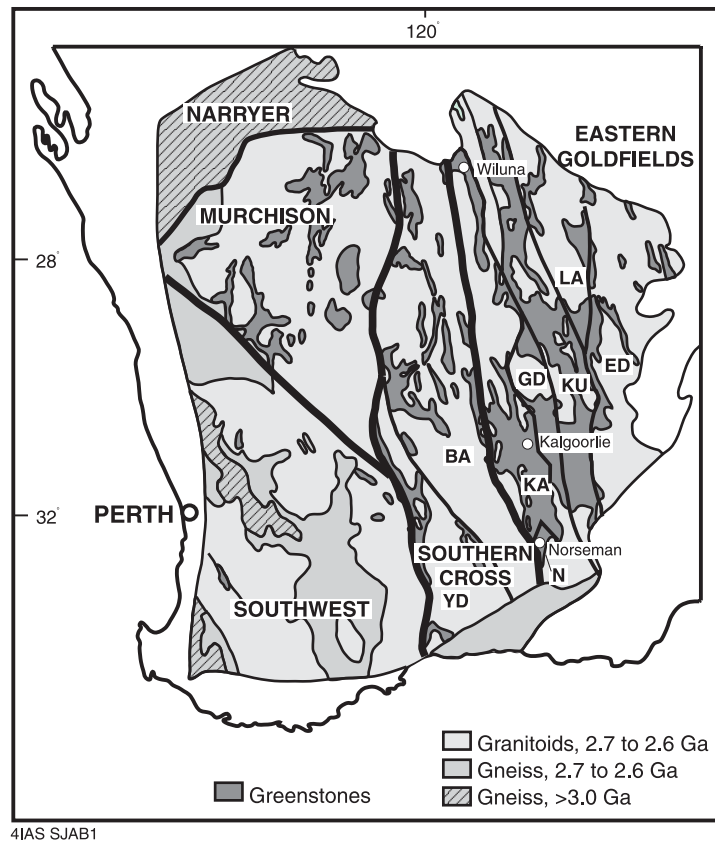 120°
NARRYER
EASTERN
GOLDFIELDS
Wiluna
MURCHISON
28°
LA
ED
GD
KU
Kalgoorlie
BA
KA
32°
PERTH
Norseman
SOUTHERN
CROSS
N
YD
SOUTHWEST
Granitoids, 2.7 to 2.6 Ga
Gneiss, 2.7 to 2.6 Ga
Greenstones
Gneiss, >3.0 Ga
4IAS SJAB1